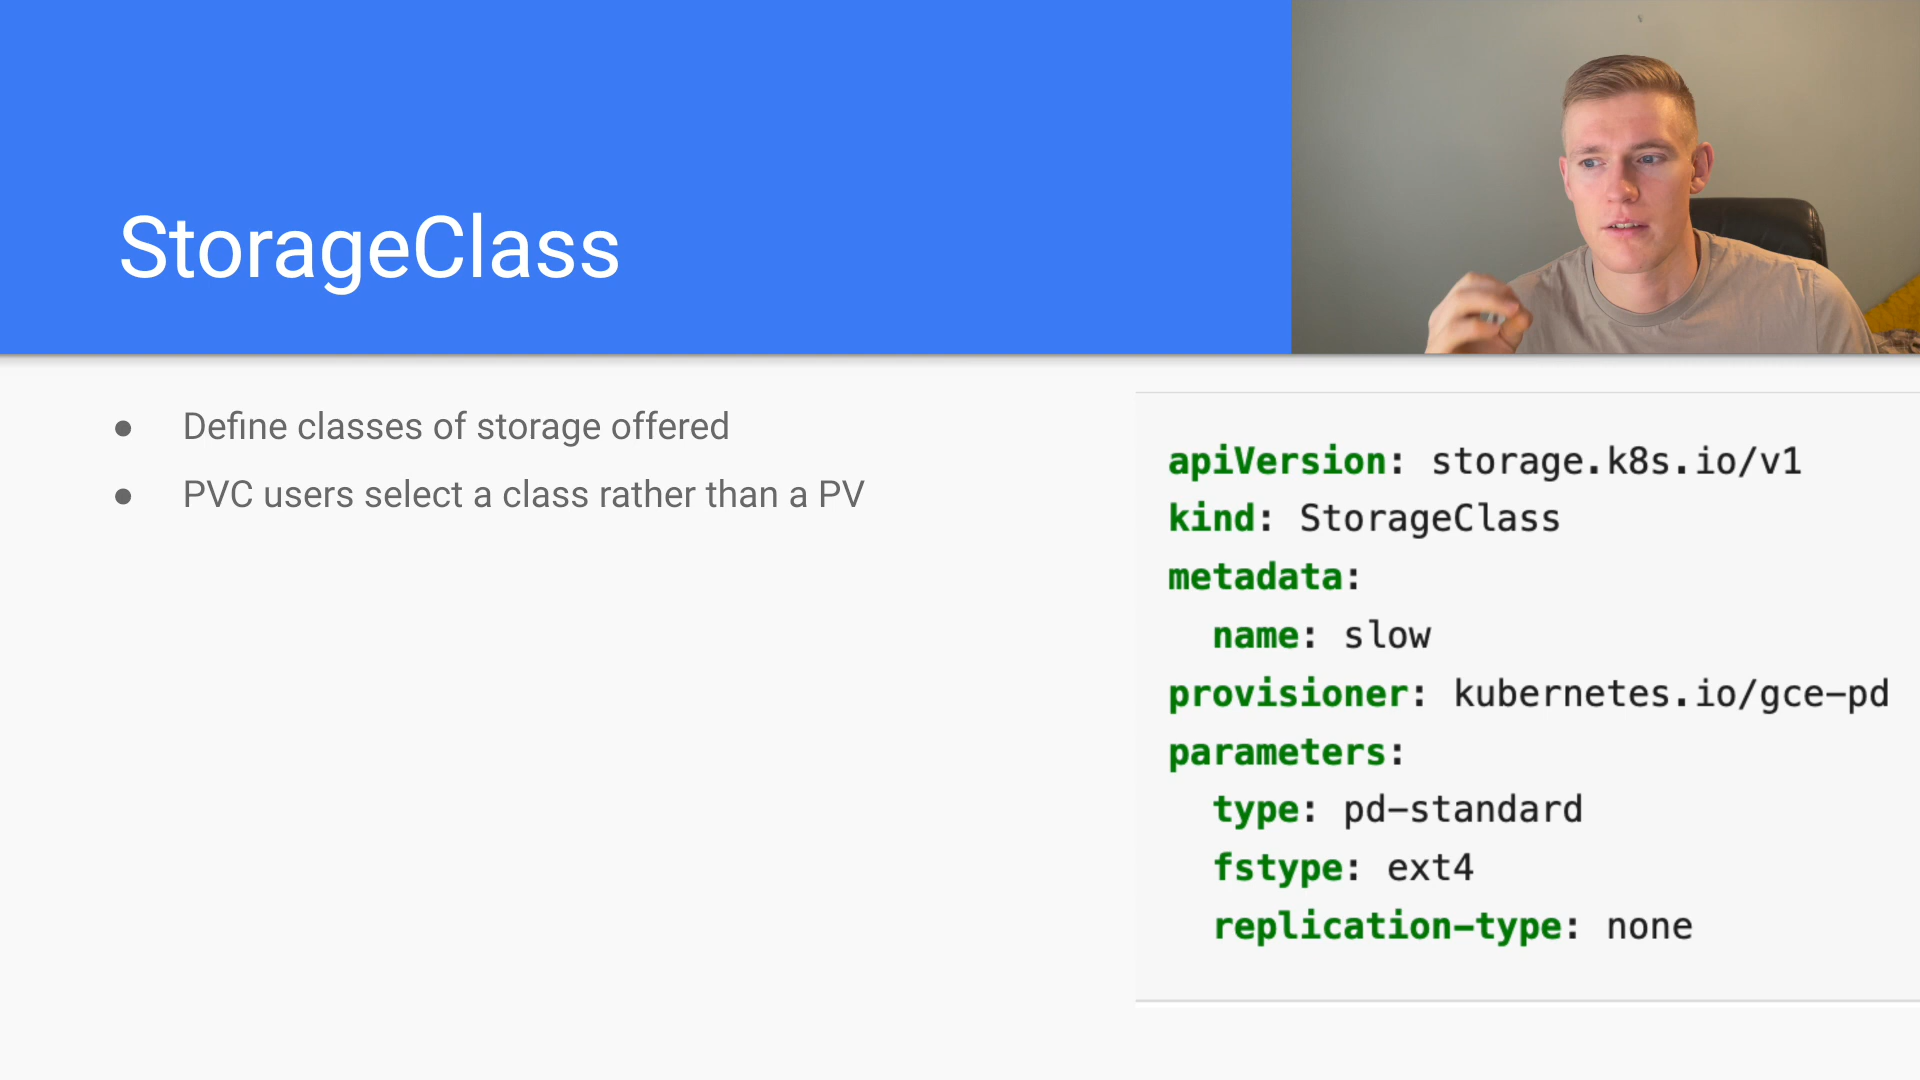 StorageClass
● Define classes of storage offered
● PVC users select a class rather than a PV
apiVersion: storage.k8s.io/v1
kind: StorageClass
metadata:
  name: slow
provisioner: kubernetes.io/gce-pd
parameters:
  type: pd-standard
  fstype: ext4
  replication-type: none